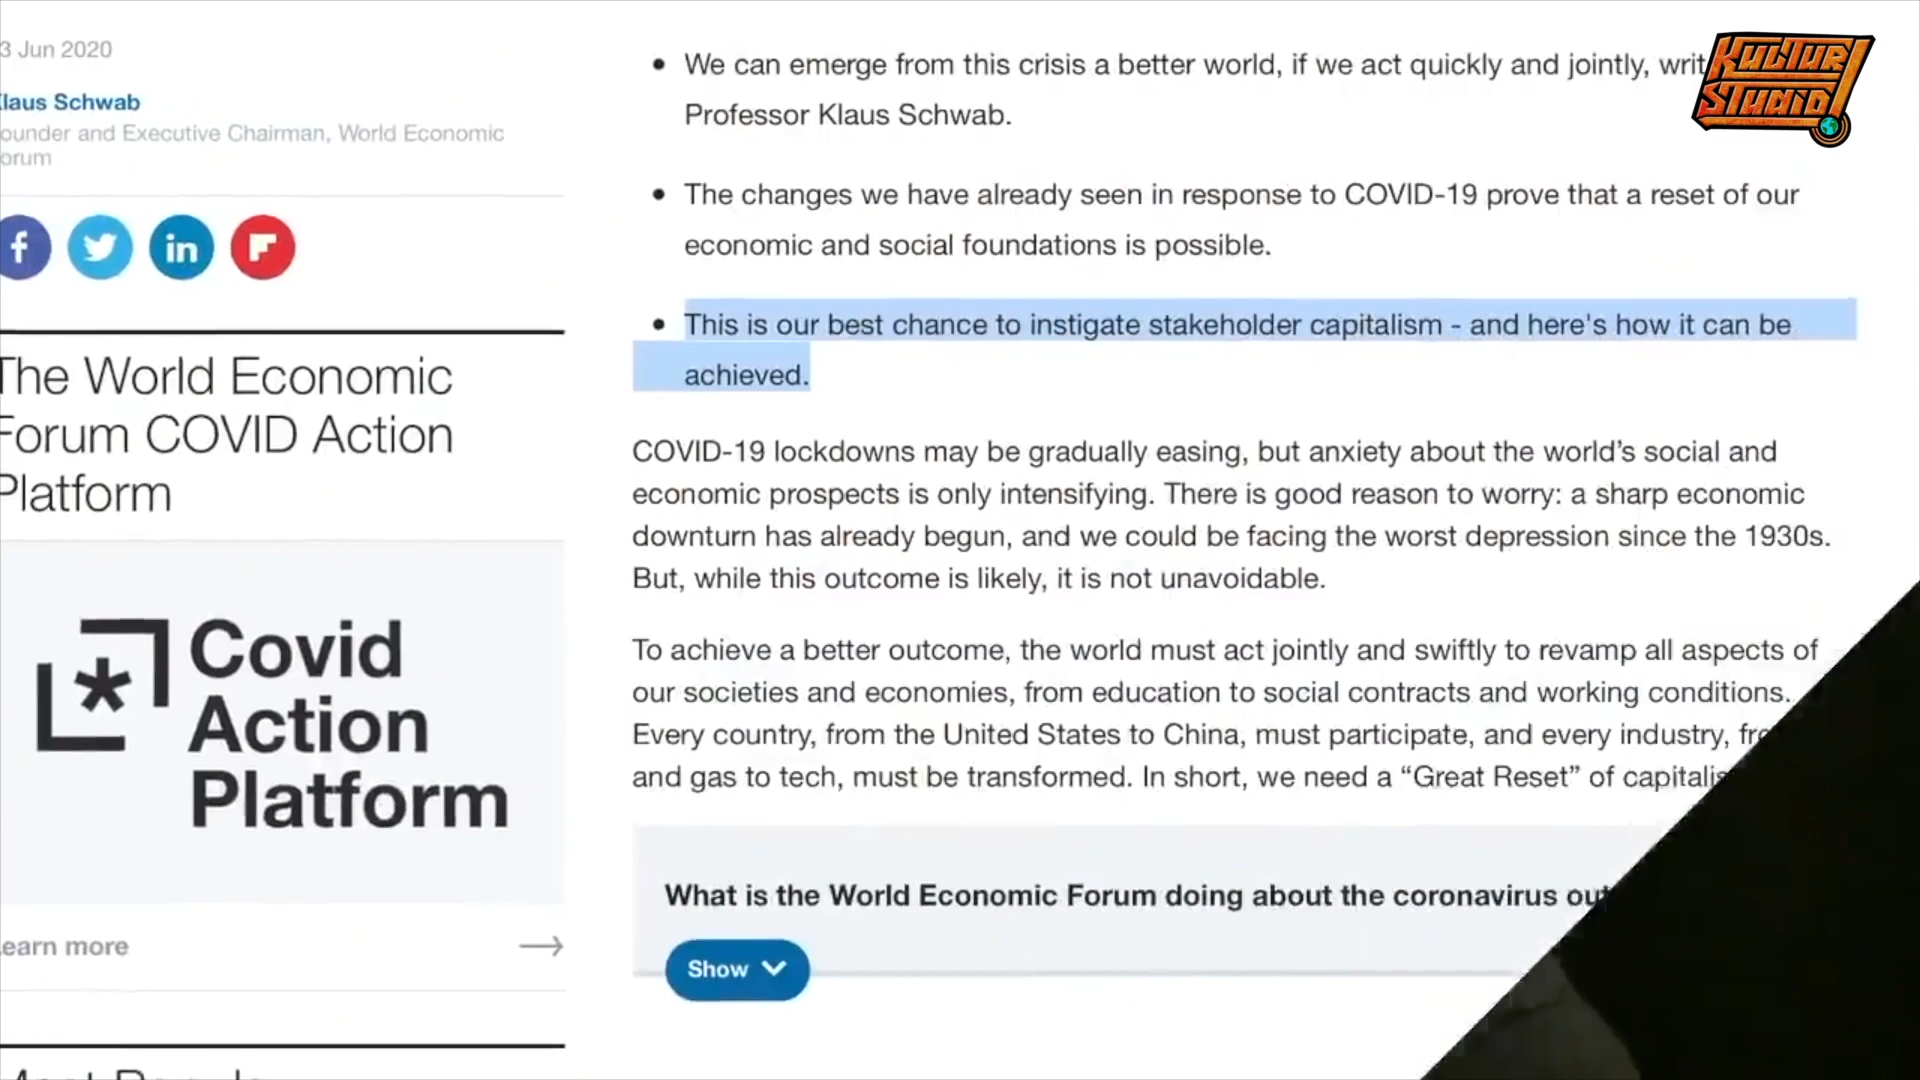 3 Jun 2020
laus Schwab
ounder and Executive Chairman, World Economic
orum
The World Economic
Forum COVID Action
Platform
Covid
Action
Platform
earn more
We can emerge from this crisis a better world, if we act quickly and jointly, writ
Professor Klaus Schwab.
The changes we have already seen in response to COVID-19 prove that a reset of our
economic and social foundations is possible.
This is our best chance to instigate stakeholder capitalism - and here's how it can be
achieved.
COVID-19 lockdowns may be gradually easing, but anxiety about the world’s social and
economic prospects is only intensifying. There is good reason to worry: a sharp economic
downturn has already begun, and we could be facing the worst depression since the 1930s.
But, while this outcome is likely, it is not unavoidable.
To achieve a better outcome, the world must act jointly and swiftly to revamp all aspects of
our societies and economies, from education to social contracts and working conditions.
Every country, from the United States to China, must participate, and every industry, fro
and gas to tech, must be transformed. In short, we need a “Great Reset” of capitalis
What is the World Economic Forum doing about the coronavirus out
Show
KULTUR
STUDIO